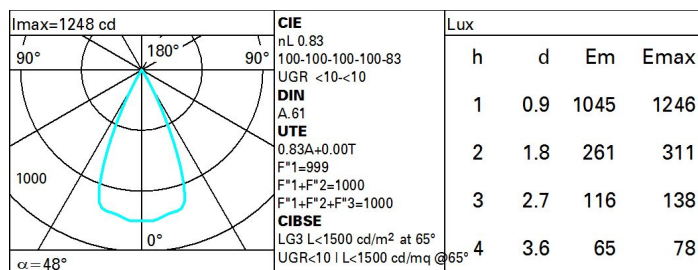 Imax=1248 cd
90° 180° 90°
1000
0°
α=48°
CIE
nL 0.83
100-100-100-100-83
UGR <10-<10
DIN
A.61
UTE
0.83A+0.00T
F"1=999
F"1+F"2=1000
F"1+F"2+F"3=1000
CIBSE
LG3 L<1500 cd/m² at 65°
UGR<10 | L<1500 cd/mq @65°
Lux
h d Em Emax
1 0.9 1045 1246
2 1.8 261 311
3 2.7 116 138
4 3.6 65 78